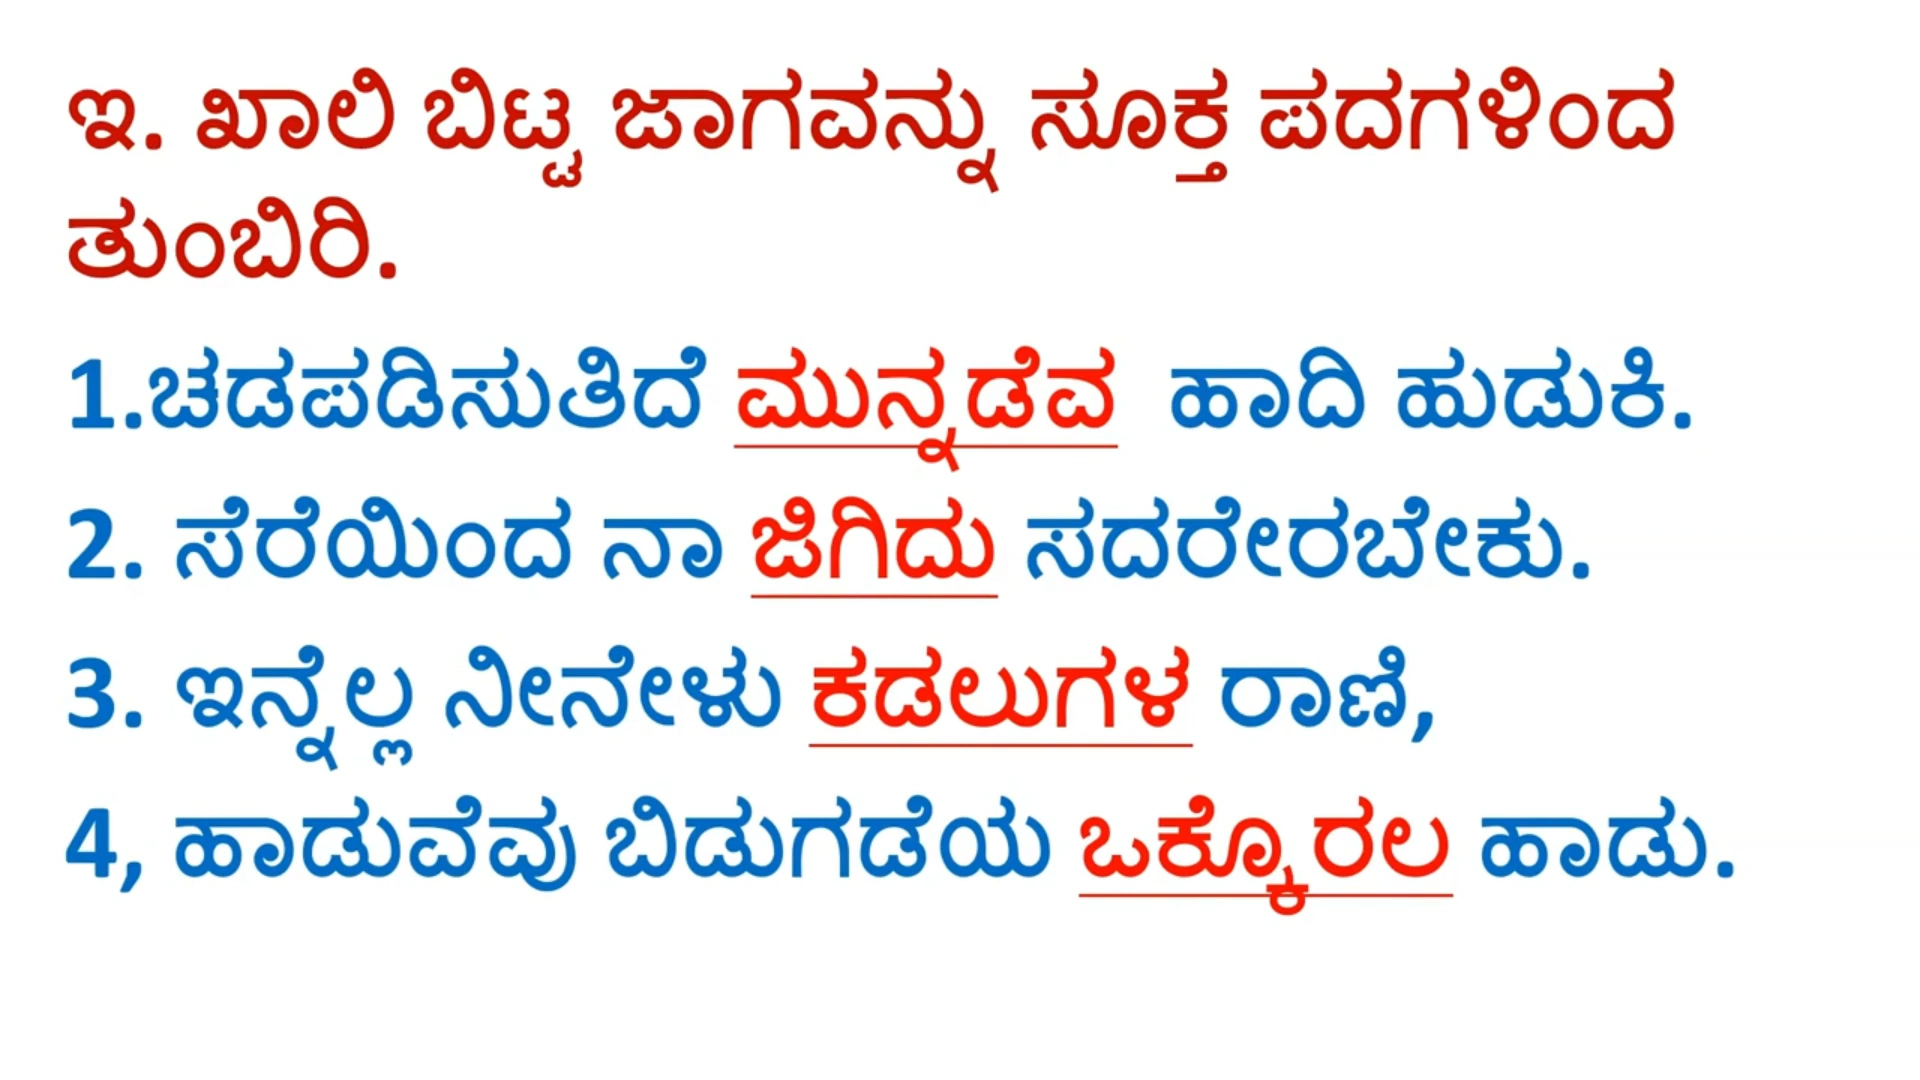 ಇ. ಖಾಲಿ ಬಿಟ್ಟ ಜಾಗವನ್ನು ಸೂಕ್ತ ಪದಗಳಿಂದ
ತುಂಬಿರಿ.
1.ಚಡಪಡಿಸುತಿದೆ ಮುನ್ನಡೆವ ಹಾದಿ ಹುಡುಕಿ.
2. ಸೆರೆಯಿಂದ ನಾ ಜಿಗಿದು ಸದರೇರಬೇಕು.
3. ಇನ್ನೆಲ್ಲ ನೀನೇಳು ಕಡಲುಗಳ ರಾಣಿ,
4, ಹಾಡುವೆವು ಬಿಡುಗಡೆಯ ಒಕ್ಕೊರಲ ಹಾಡು.